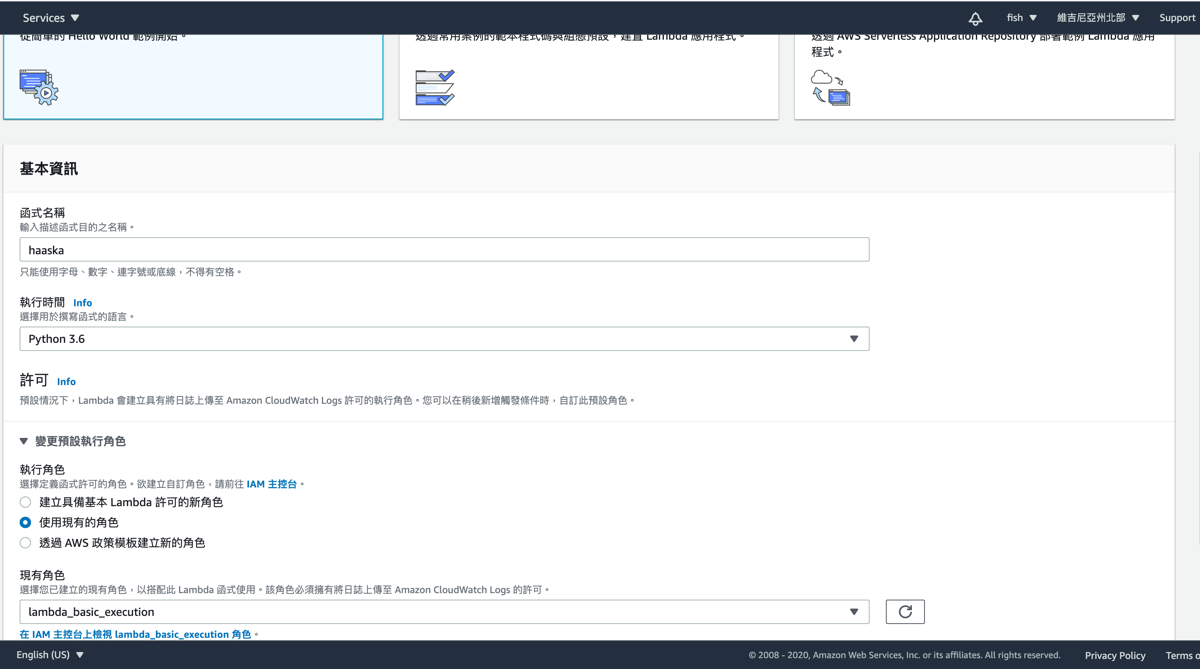 Services
fish
維吉尼亞州北部
Support
從簡單的 Hello World 範例開始。
透過常用案例的範本程式碼與組態預設，建置 Lambda 應用程式。
透過 AWS Serverless Application Repository 部署範例 Lambda 應用
程式。
基本資訊
函式名稱
輸入描述函式目的之名稱。
haaska
只能使用字母、數字、連字號或底線，不得有空格。
執行時間 Info
選擇用於撰寫函式的語言。
Python 3.6
許可 Info
預設情況下，Lambda 會建立具有將日誌上傳至 Amazon CloudWatch Logs 許可的執行角色。您可以在稍後新增觸發條件時，自訂此預設角色。
變更預設執行角色
執行角色
選擇定義函式許可的角色。欲建立自訂角色，請前往 IAM 主控台。
建立具備基本 Lambda 許可的新角色
使用現有的角色
透過 AWS 政策模板建立新的角色
現有角色
選擇您已建立的現有角色，以搭配此 Lambda 函式使用。該角色必須擁有將日誌上傳至 Amazon CloudWatch Logs 的許可。
lambda_basic_execution
在 IAM 主控台上檢視 lambda_basic_execution 角色。
English (US)
© 2008 - 2020, Amazon Web Services, Inc. or its affiliates. All rights reserved.
Privacy Policy
Terms